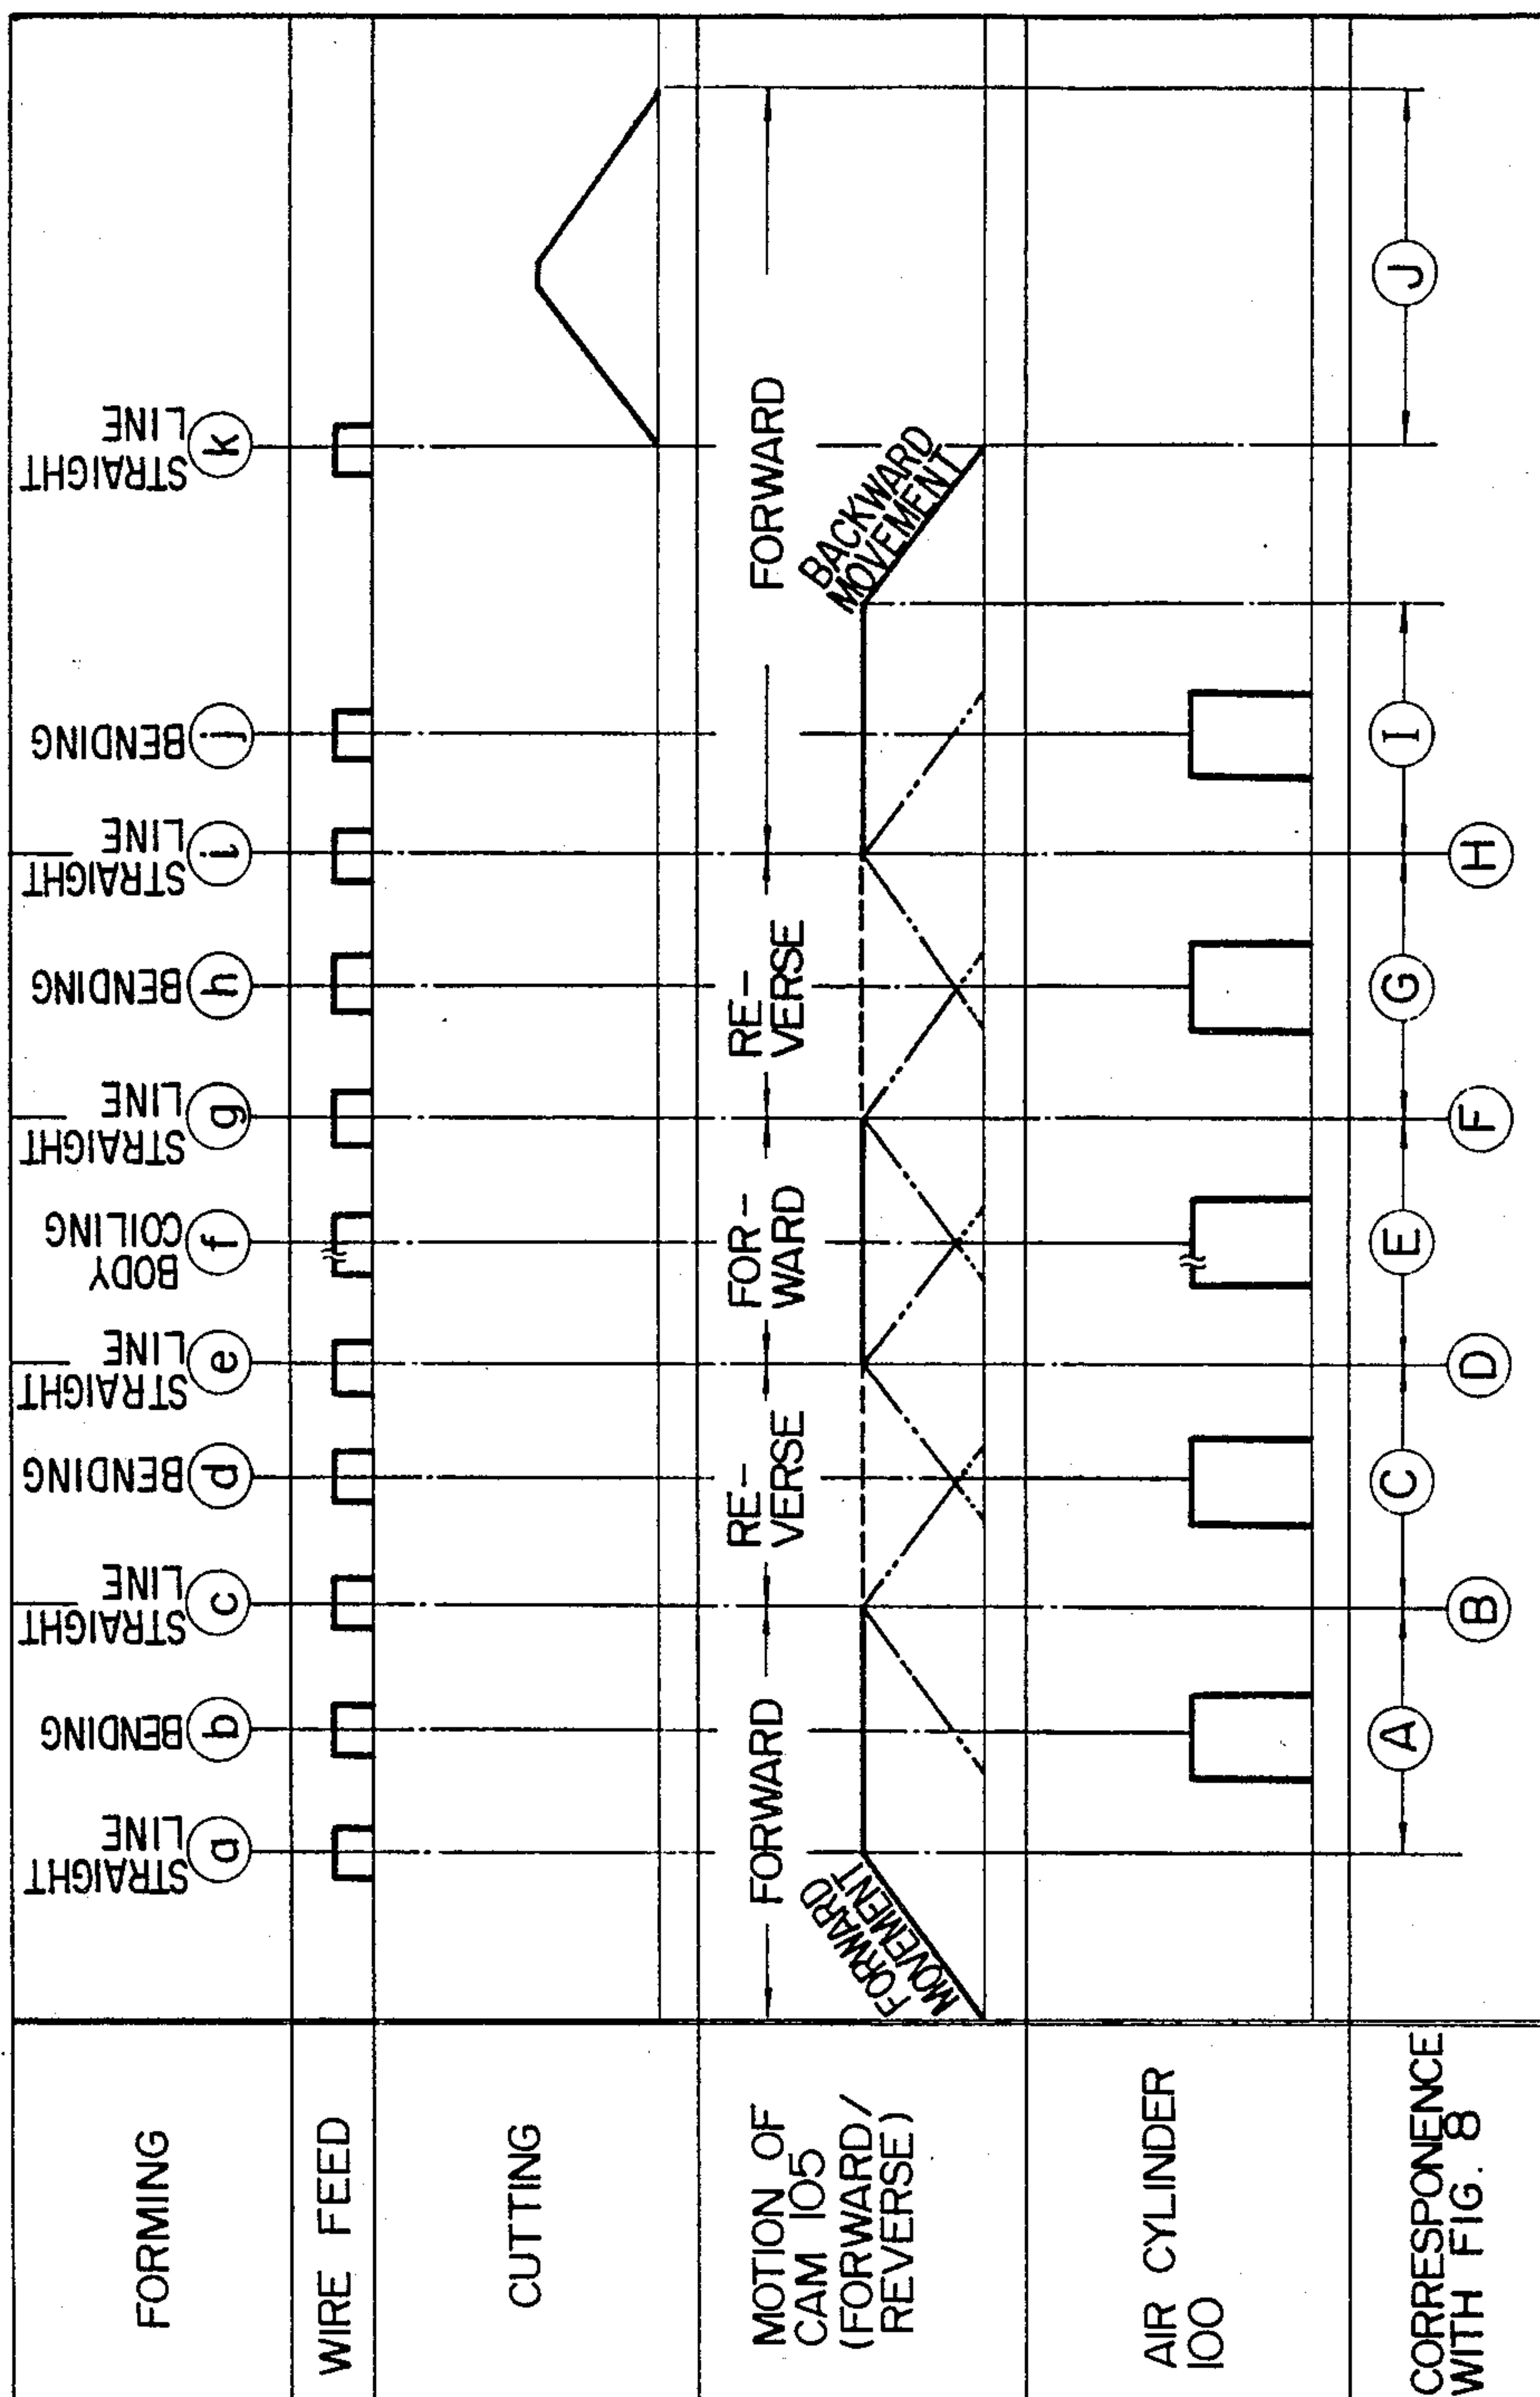 FORMING
STRAIGHT
LINE
a
BENDING
b
STRAIGHT
LINE
c
BENDING
d
STRAIGHT
LINE
e
BODY
COILING
f
STRAIGHT
LINE
g
BENDING
h
STRAIGHT
LINE
i
BENDING
j
STRAIGHT
LINE
k
WIRE FEED
CUTTING
MOTION OF
CAM 105
(FORWARD/
REVERSE)
FORWARD
RE-
VERSE
FOR-
WARD
RE-
VERSE
FORWARD
FORWARD
MOVEMENT
BACKWARD
MOVEMENT
AIR CYLINDER
100
CORRESPONENCE
WITH FIG. 8
A
B
C
D
E
F
G
H
I
J